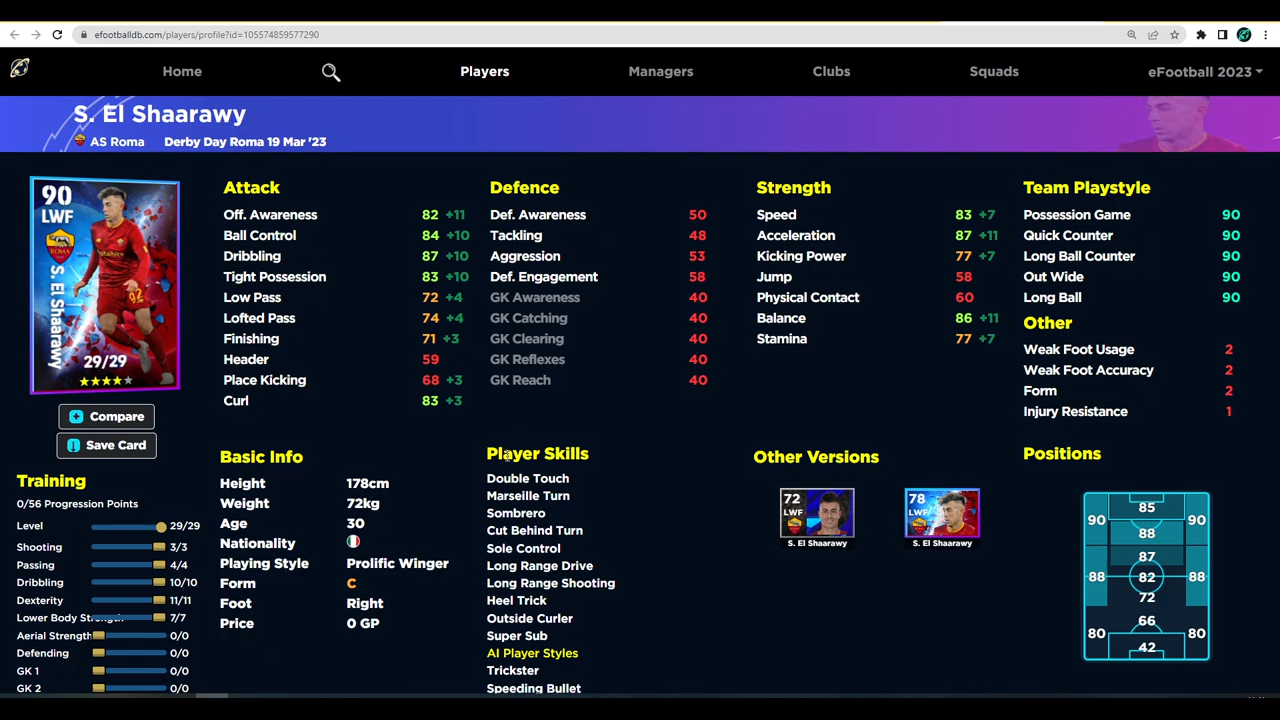 efootballdb.com/players/profile?id=105574859577290
Home Players Managers Clubs Squads eFootball 2023
S. El Shaarawy
AS Roma Derby Day Roma 19 Mar '23
90
LWF
ROMA
S. El Shaarawy
92
29/29
Compare
Save Card
Training
0/56 Progression Points
Level 29/29
Shooting 3/3
Passing 4/4
Dribbling 10/10
Dexterity 11/11
Lower Body Strength 7/7
Aerial Strength 0/0
Defending 0/0
GK 1 0/0
GK 2 0/0
Attack
Off. Awareness 82 +11
Ball Control 84 +10
Dribbling 87 +10
Tight Possession 83 +10
Low Pass 72 +4
Lofted Pass 74 +4
Finishing 71 +3
Header 59
Place Kicking 68 +3
Curl 83 +3
Defence
Def. Awareness 50
Tackling 48
Aggression 53
Def. Engagement 58
GK Awareness 40
GK Catching 40
GK Clearing 40
GK Reflexes 40
GK Reach 40
Strength
Speed 83 +7
Acceleration 87 +11
Kicking Power 77 +7
Jump 58
Physical Contact 60
Balance 86 +11
Stamina 77 +7
Team Playstyle
Possession Game 90
Quick Counter 90
Long Ball Counter 90
Out Wide 90
Long Ball 90
Other
Weak Foot Usage 2
Weak Foot Accuracy 2
Form 2
Injury Resistance 1
Basic Info
Height 178cm
Weight 72kg
Age 30
Nationality
Playing Style Prolific Winger
Form C
Foot Right
Price 0 GP
Player Skills
Double Touch
Marseille Turn
Sombrero
Cut Behind Turn
Sole Control
Long Range Drive
Long Range Shooting
Heel Trick
Outside Curler
Super Sub
AI Player Styles
Trickster
Speeding Bullet
Other Versions
72
LWF
S. El Shaarawy
78
LWF
S. El Shaarawy
Positions
85
90 90
88
87
88 82 88
72
66
80 80
42